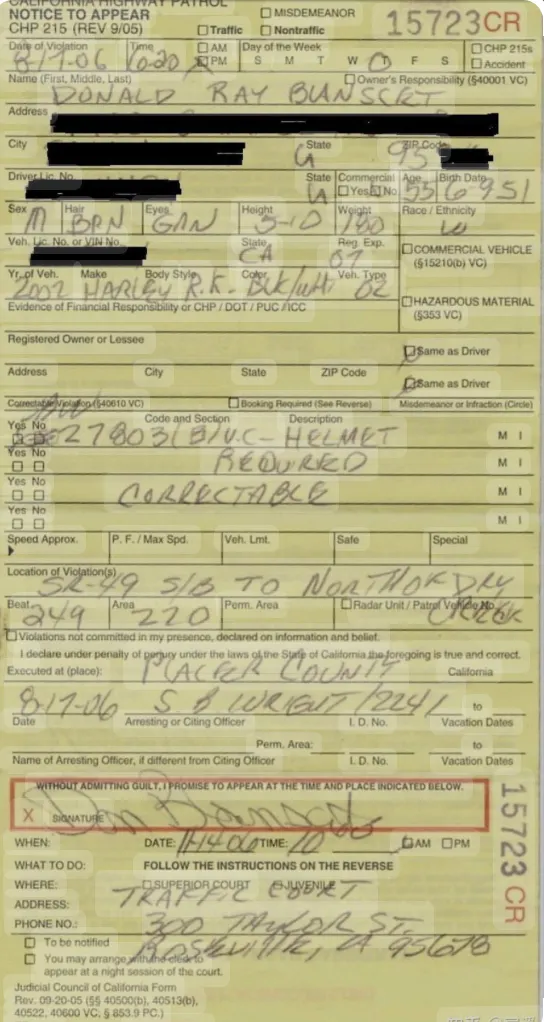 CALIFORNIA HIGHWAY PATROL
NOTICE TO APPEAR
CHP 215 (REV 9/05)
MISDEMEANOR
Traffic Nontraffic
15723 CR
Date of Violation Time AM PM Day of the Week CHP 215s
8/17-06 S M T W T F S Accident
Name (First, Middle, Last) Owner's Responsibility (§40001 VC)
DONALD RAY BLANSCET
Address
City State ZIP Code
CA 95
Driver Lic. No. State Commercial Age Birth Date
CA Yes No 55 6-951
Sex Hair Eyes Height Weight Race / Ethnicity
M BRN GRN 5-10 180 W
Veh. Lic. No. or VIN No. State Reg. Exp.
CA 07 COMMERCIAL VEHICLE
(§15210(b) VC)
Yr. of Veh. Make Body Style Color Veh. Type
2002 HARLEY R.K. BLK/WH 02
HAZARDOUS MATERIAL
(§353 VC)
Evidence of Financial Responsibility or CHP / DOT / PUC / ICC
Registered Owner or Lessee
Same as Driver
Address City State ZIP Code
Same as Driver
Correctable Violation (§40610 VC) Booking Required (See Reverse) Misdemeanor or Infraction (Circle)
Yes No Code and Section Description
27803(B) V.C- HELMET M I
Yes No
REQUIRED M I
Yes No
CORRECTABLE M I
Yes No
M I
Speed Approx. P. F. / Max Spd. Veh. Lmt. Safe Special
Location of Violation(s)
SR-49 S/B TO NORTH OF DRY
Beat Area Perm. Area Radar Unit / Patrol Vehicle No.
249 220 CREEK
Violations not committed in my presence, declared on information and belief.
I declare under penalty of perjury under the laws of the State of California the foregoing is true and correct.
Executed at (place): PLACER COUNTY California
8-17-06 S. B WRIGHT / 2241 to
Date Arresting or Citing Officer I. D. No. Vacation Dates
Perm. Area: to
Name of Arresting Officer, if different from Citing Officer I. D. No. Vacation Dates
WITHOUT ADMITTING GUILT, I PROMISE TO APPEAR AT THE TIME AND PLACE INDICATED BELOW.
X SIGNATURE Don Blanscet
WHEN: DATE: 11-14-06 TIME: 10 00 AM PM
WHAT TO DO: FOLLOW THE INSTRUCTIONS ON THE REVERSE
WHERE: SUPERIOR COURT JUVENILE
ADDRESS: TRAFFIC COURT
PHONE NO.: 300 TAYLOR ST.
To be notified ROSEVILLE, CA 95678
You may arrange with the clerk to
appear at a night session of the court.
Judicial Council of California Form
Rev. 09-20-05 (§§ 40500(b), 40513(b),
40522, 40600 VC; § 853.9 PC.)
15723 CR